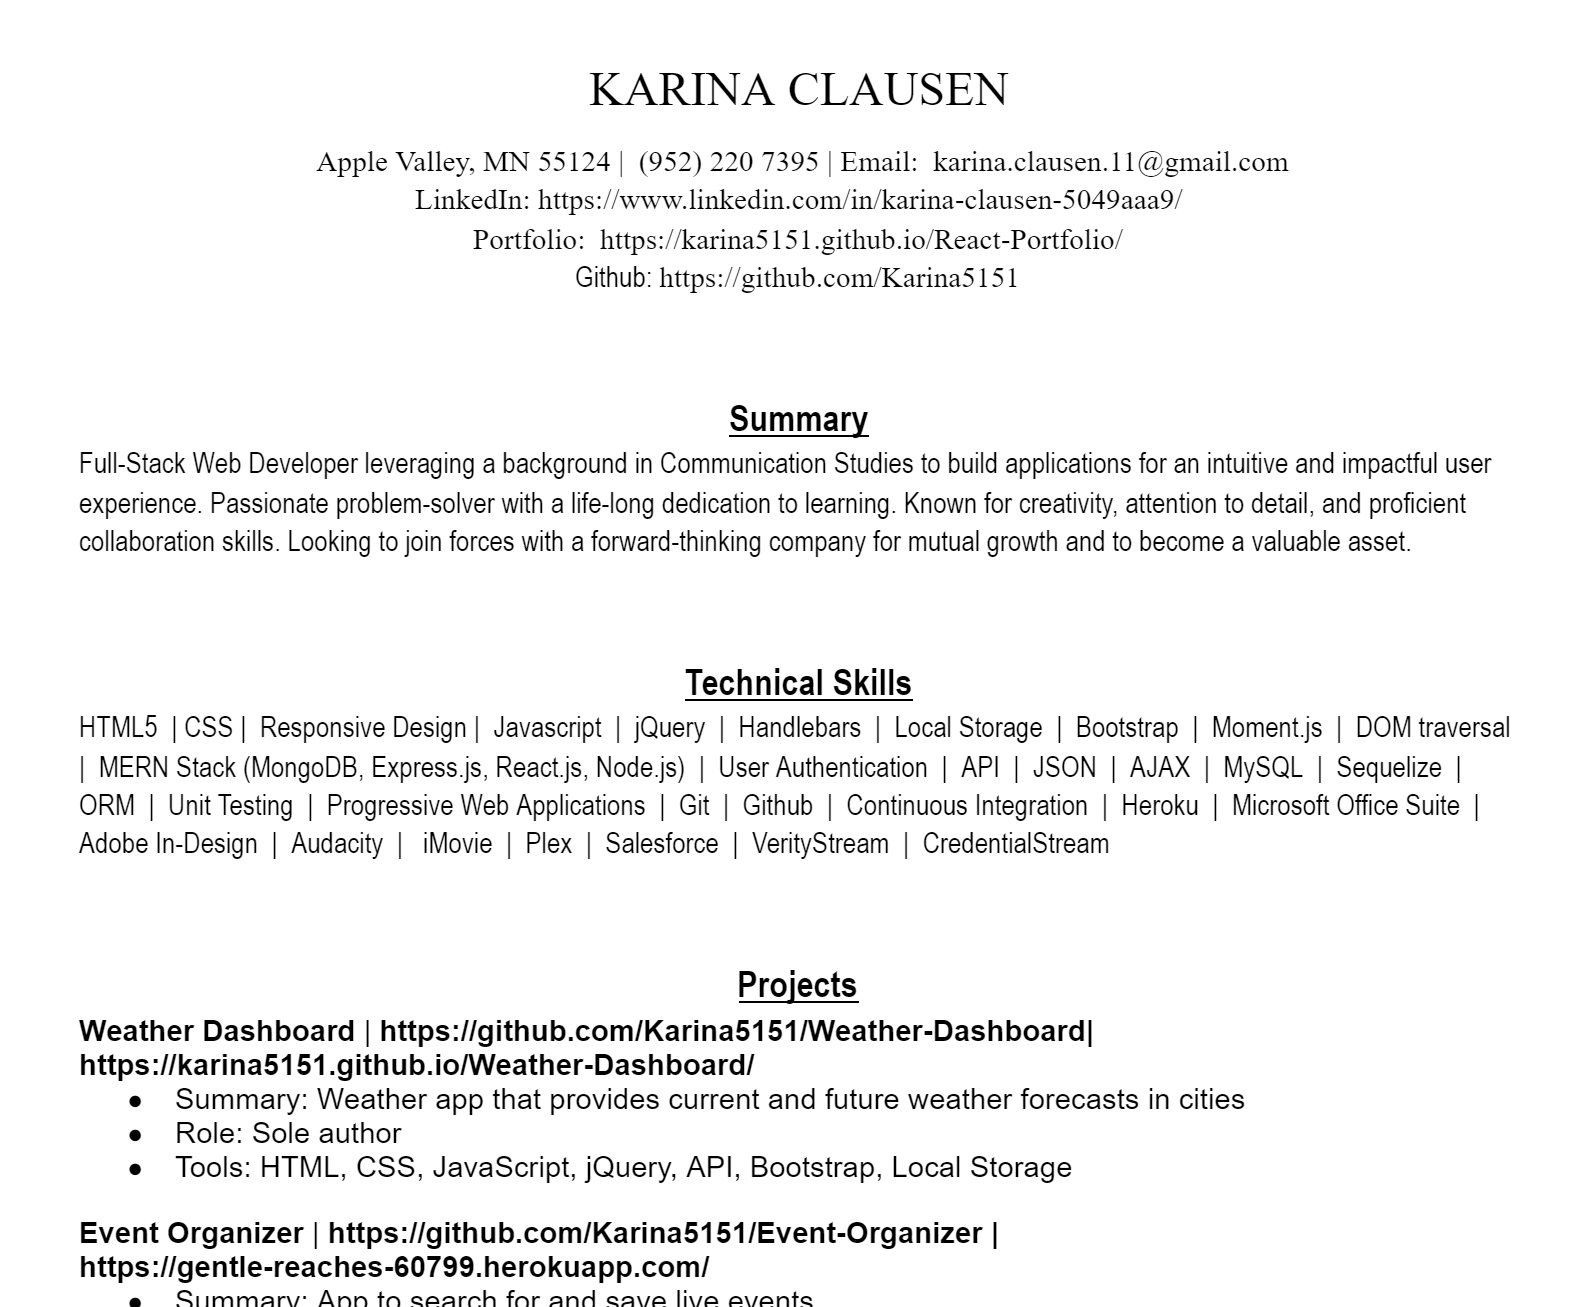 KARINA CLAUSEN
Apple Valley, MN 55124 |  (952) 220 7395 | Email:  karina.clausen.11@gmail.com
LinkedIn: https://www.linkedin.com/in/karina-clausen-5049aaa9/
Portfolio:  https://karina5151.github.io/React-Portfolio/
Github: https://github.com/Karina5151
Summary
Full-Stack Web Developer leveraging a background in Communication Studies to build applications for an intuitive and impactful user
experience. Passionate problem-solver with a life-long dedication to learning. Known for creativity, attention to detail, and proficient
collaboration skills. Looking to join forces with a forward-thinking company for mutual growth and to become a valuable asset.
Technical Skills
HTML5  | CSS |  Responsive Design |  Javascript  |  jQuery  |  Handlebars  |  Local Storage  |  Bootstrap  |  Moment.js  |  DOM traversal
|  MERN Stack (MongoDB, Express.js, React.js, Node.js)  |  User Authentication  |  API  |  JSON  |  AJAX  |  MySQL  |  Sequelize  |
ORM  |  Unit Testing  |  Progressive Web Applications  |  Git  |  Github  |  Continuous Integration  |  Heroku  |  Microsoft Office Suite  |
Adobe In-Design  |  Audacity  |   iMovie  |  Plex  |  Salesforce  |  VerityStream  |  CredentialStream
Projects
Weather Dashboard | https://github.com/Karina5151/Weather-Dashboard|
https://karina5151.github.io/Weather-Dashboard/
● Summary: Weather app that provides current and future weather forecasts in cities
● Role: Sole author
● Tools: HTML, CSS, JavaScript, jQuery, API, Bootstrap, Local Storage
Event Organizer | https://github.com/Karina5151/Event-Organizer |
https://gentle-reaches-60799.herokuapp.com/
● Summary: App to search for and save live events